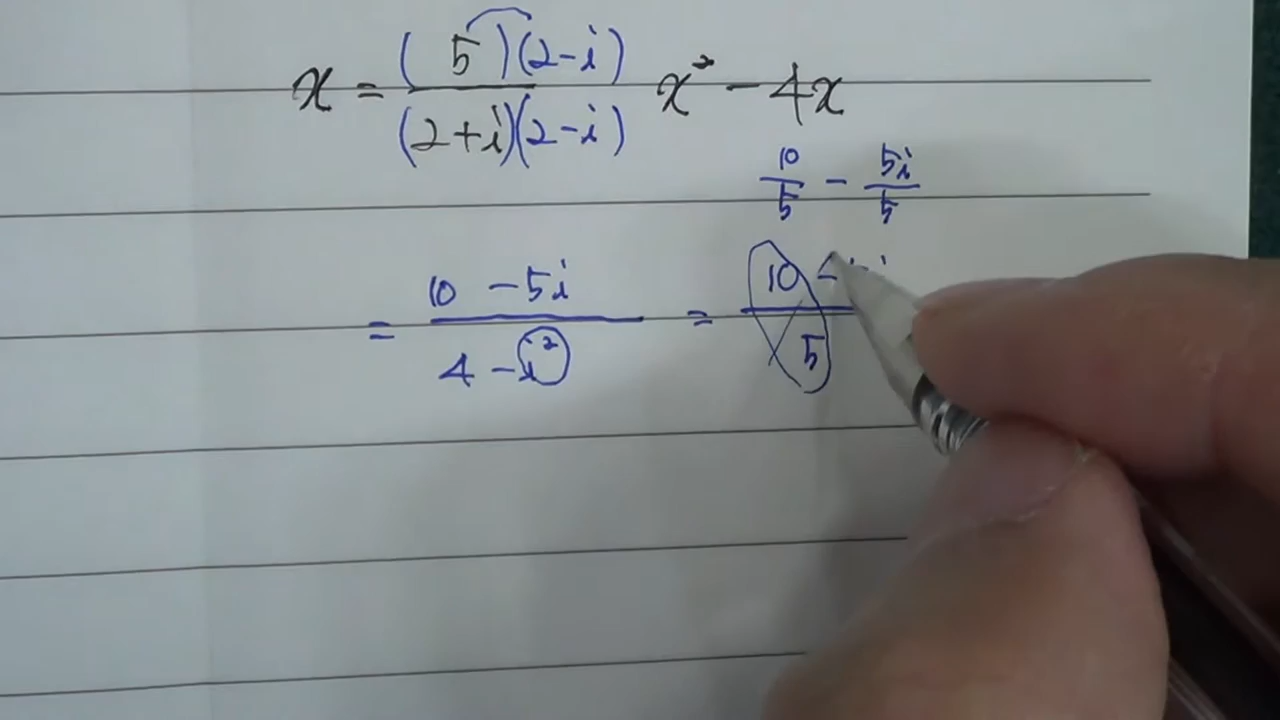 x = ( 5 )(2-i) / (2+i)(2-i) x² - 4x
10/5 - 5i/5
= 10 - 5i / 4 - i² = 10 - / 5